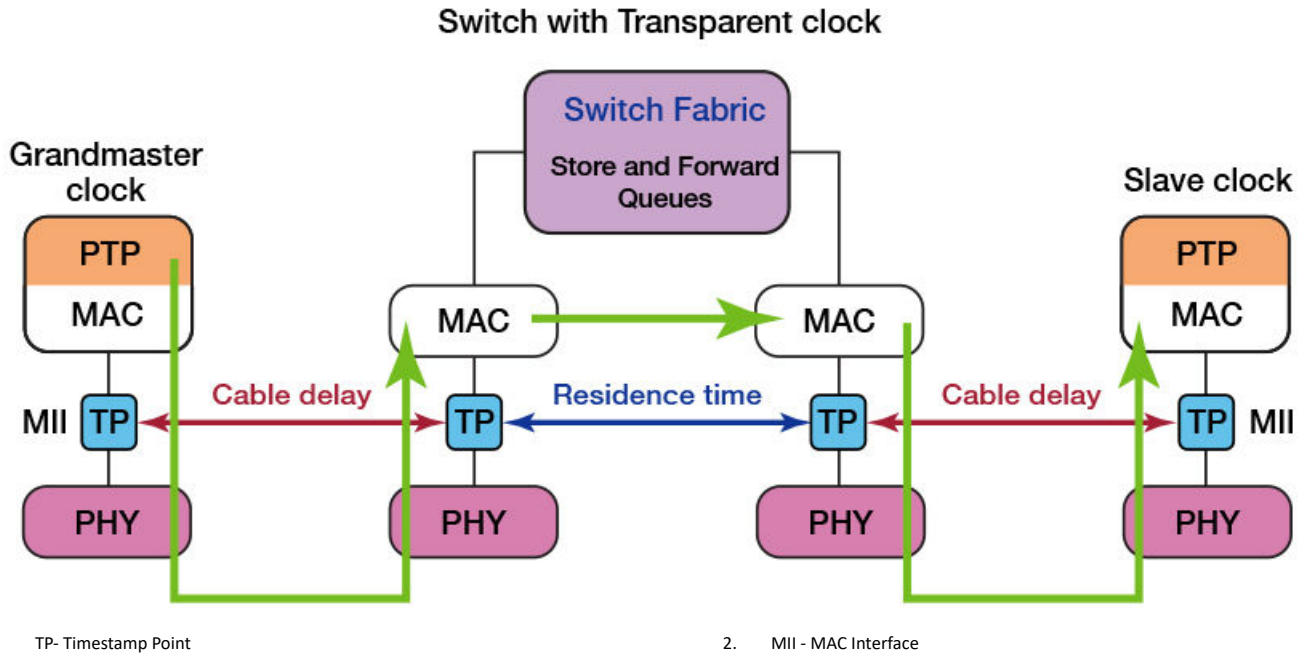 Switch with Transparent clock
Switch Fabric
Store and Forward
Queues
Grandmaster
clock
Slave clock
PTP
MAC
MAC
MAC
PTP
MAC
Cable delay
Residence time
Cable delay
MII
TP
TP
TP
TP
MII
PHY
PHY
PHY
PHY
TP- Timestamp Point
2. MII - MAC Interface